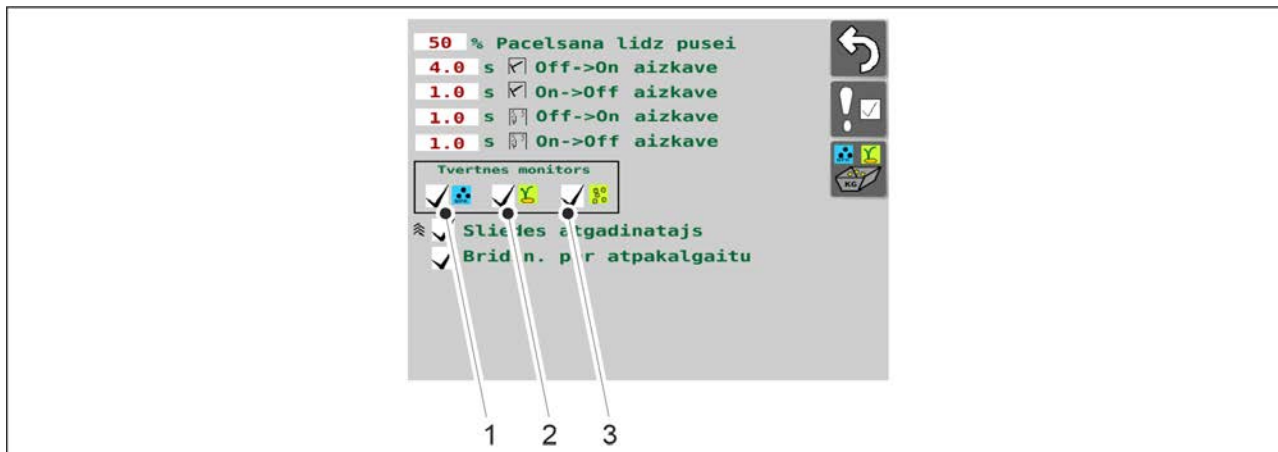 50 % Pacelsana lidz pusei
4.0 s Off->On aizkave
1.0 s On->Off aizkave
1.0 s Off->On aizkave
1.0 s On->Off aizkave
Tvertnes monitors
Sliedes atgadinatajs
Bridin. par atpakalgaitu
KG
1 2 3